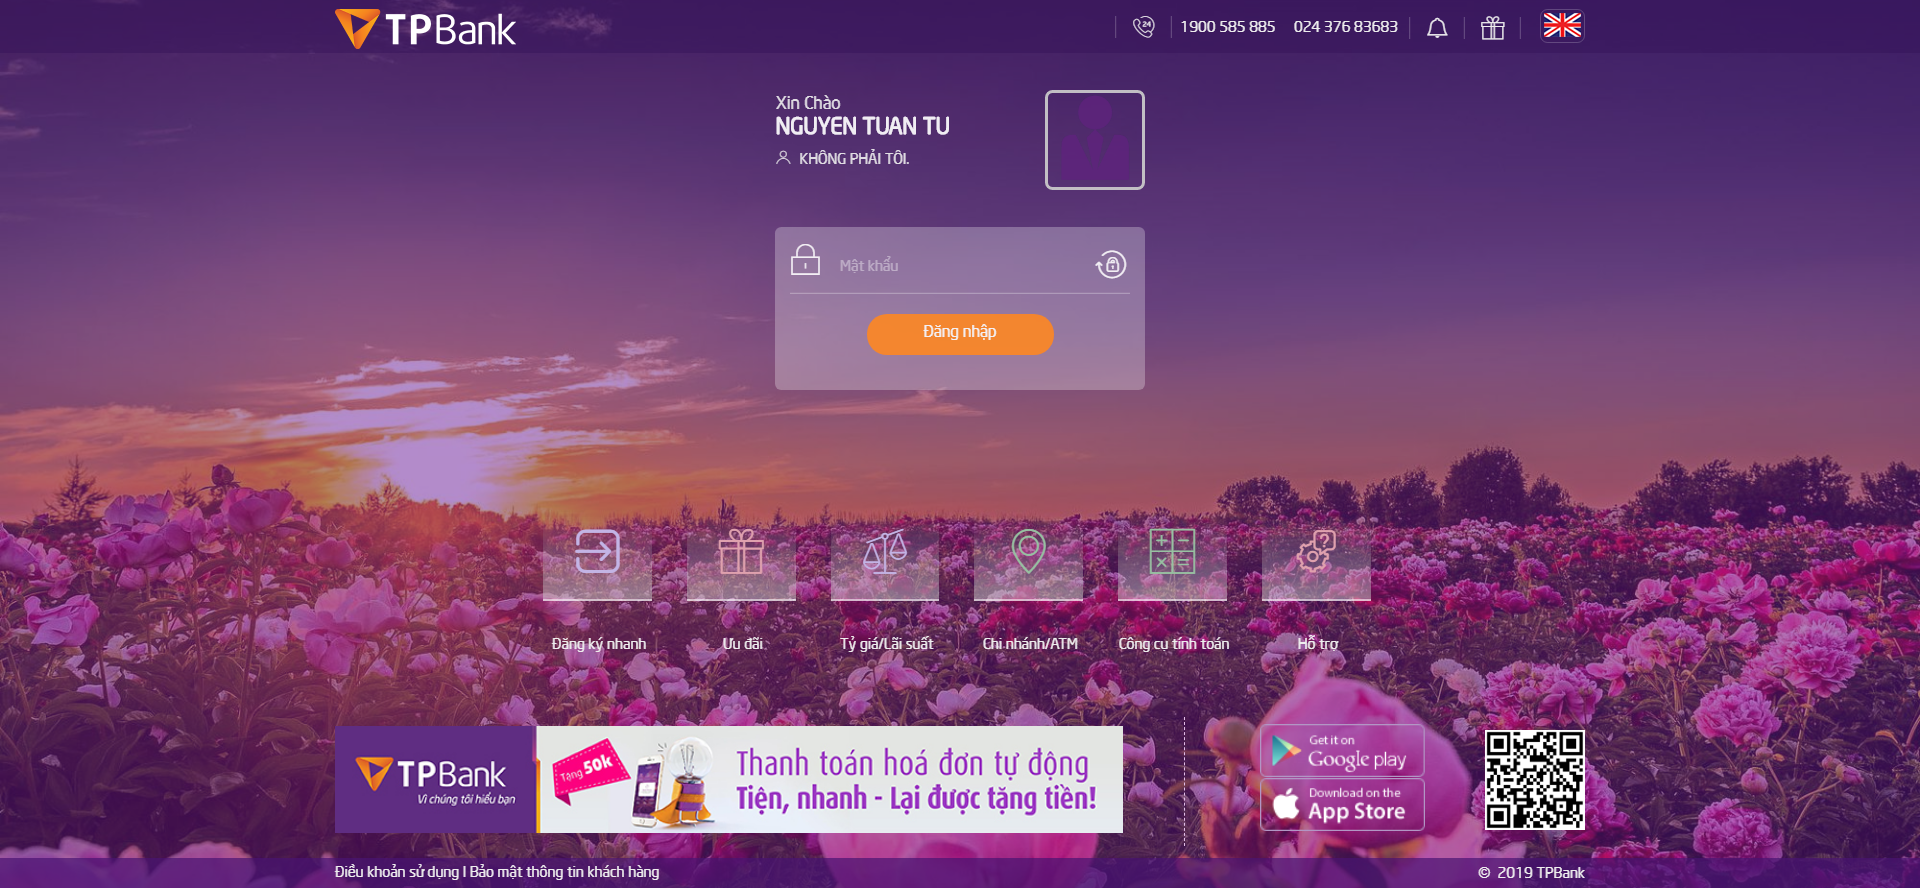 TPBank
24
1900 585 885
024 376 83683
Xin Chào
NGUYEN TUAN TU
KHÔNG PHẢI TÔI.
Mật khẩu
Đăng nhập
Đăng ký nhanh
Ưu đãi
Tỷ giá/Lãi suất
Chi nhánh/ATM
Công cụ tính toán
Hỗ trợ
TPBank
Vì chúng tôi hiểu bạn
Tặng 50k
Thanh toán hoá đơn tự động
Tiện, nhanh - Lại được tặng tiền!
Get it on
Google play
Download on the
App Store
Điều khoản sử dụng I Bảo mật thông tin khách hàng
© 2019 TPBank